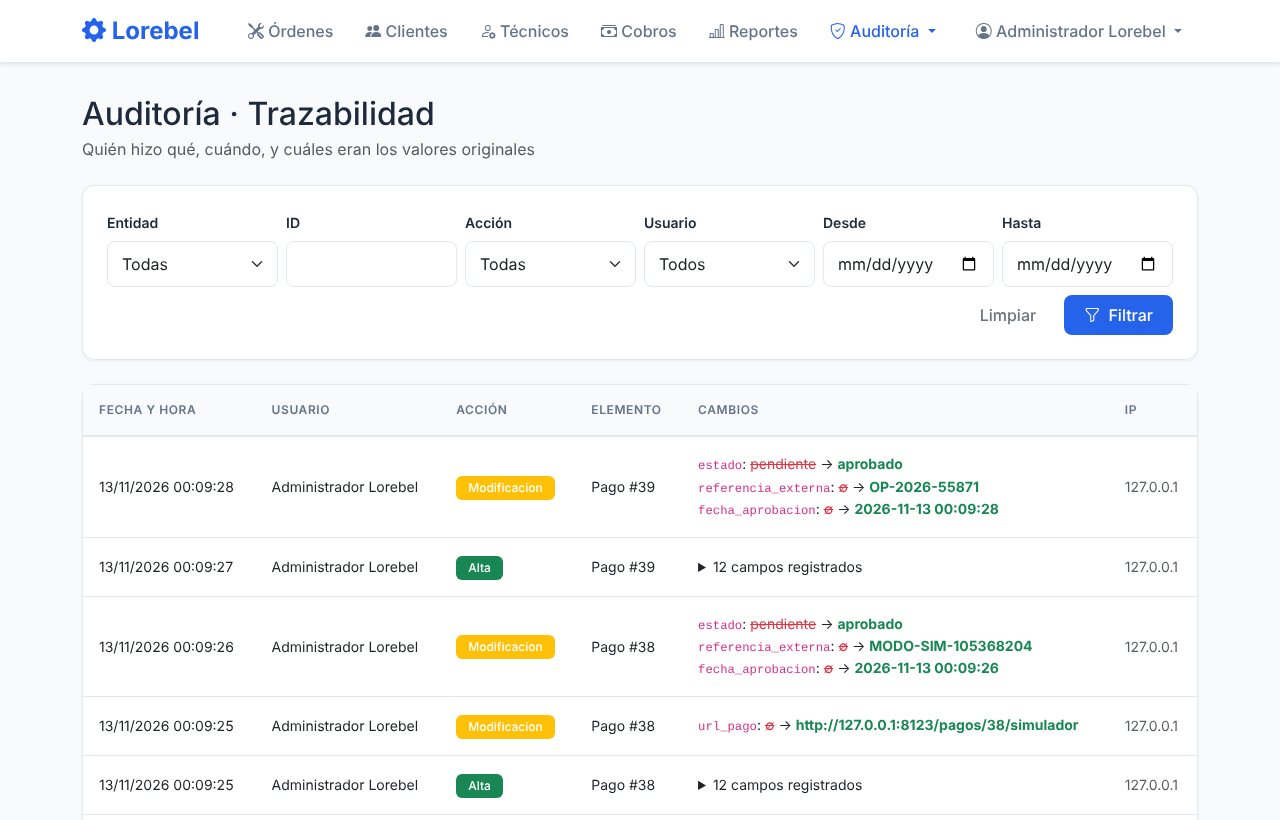 Lorebel Órdenes Clientes Técnicos Cobros Reportes Auditoría Administrador Lorebel
Auditoría · Trazabilidad
Quién hizo qué, cuándo, y cuáles eran los valores originales
Entidad ID Acción Usuario Desde Hasta
Todas Todas Todos mm/dd/yyyy mm/dd/yyyy
Limpiar Filtrar
FECHA Y HORA USUARIO ACCIÓN ELEMENTO CAMBIOS IP
13/11/2026 00:09:28 Administrador Lorebel Modificacion Pago #39 estado: pendiente → aprobado
referencia_externa: ∅ → OP-2026-55871
fecha_aprobacion: ∅ → 2026-11-13 00:09:28
127.0.0.1
13/11/2026 00:09:27 Administrador Lorebel Alta Pago #39 ▶ 12 campos registrados 127.0.0.1
13/11/2026 00:09:26 Administrador Lorebel Modificacion Pago #38 estado: pendiente → aprobado
referencia_externa: ∅ → MODO-SIM-105368204
fecha_aprobacion: ∅ → 2026-11-13 00:09:26
127.0.0.1
13/11/2026 00:09:25 Administrador Lorebel Modificacion Pago #38 url_pago: ∅ → http://127.0.0.1:8123/pagos/38/simulador 127.0.0.1
13/11/2026 00:09:25 Administrador Lorebel Alta Pago #38 ▶ 12 campos registrados 127.0.0.1